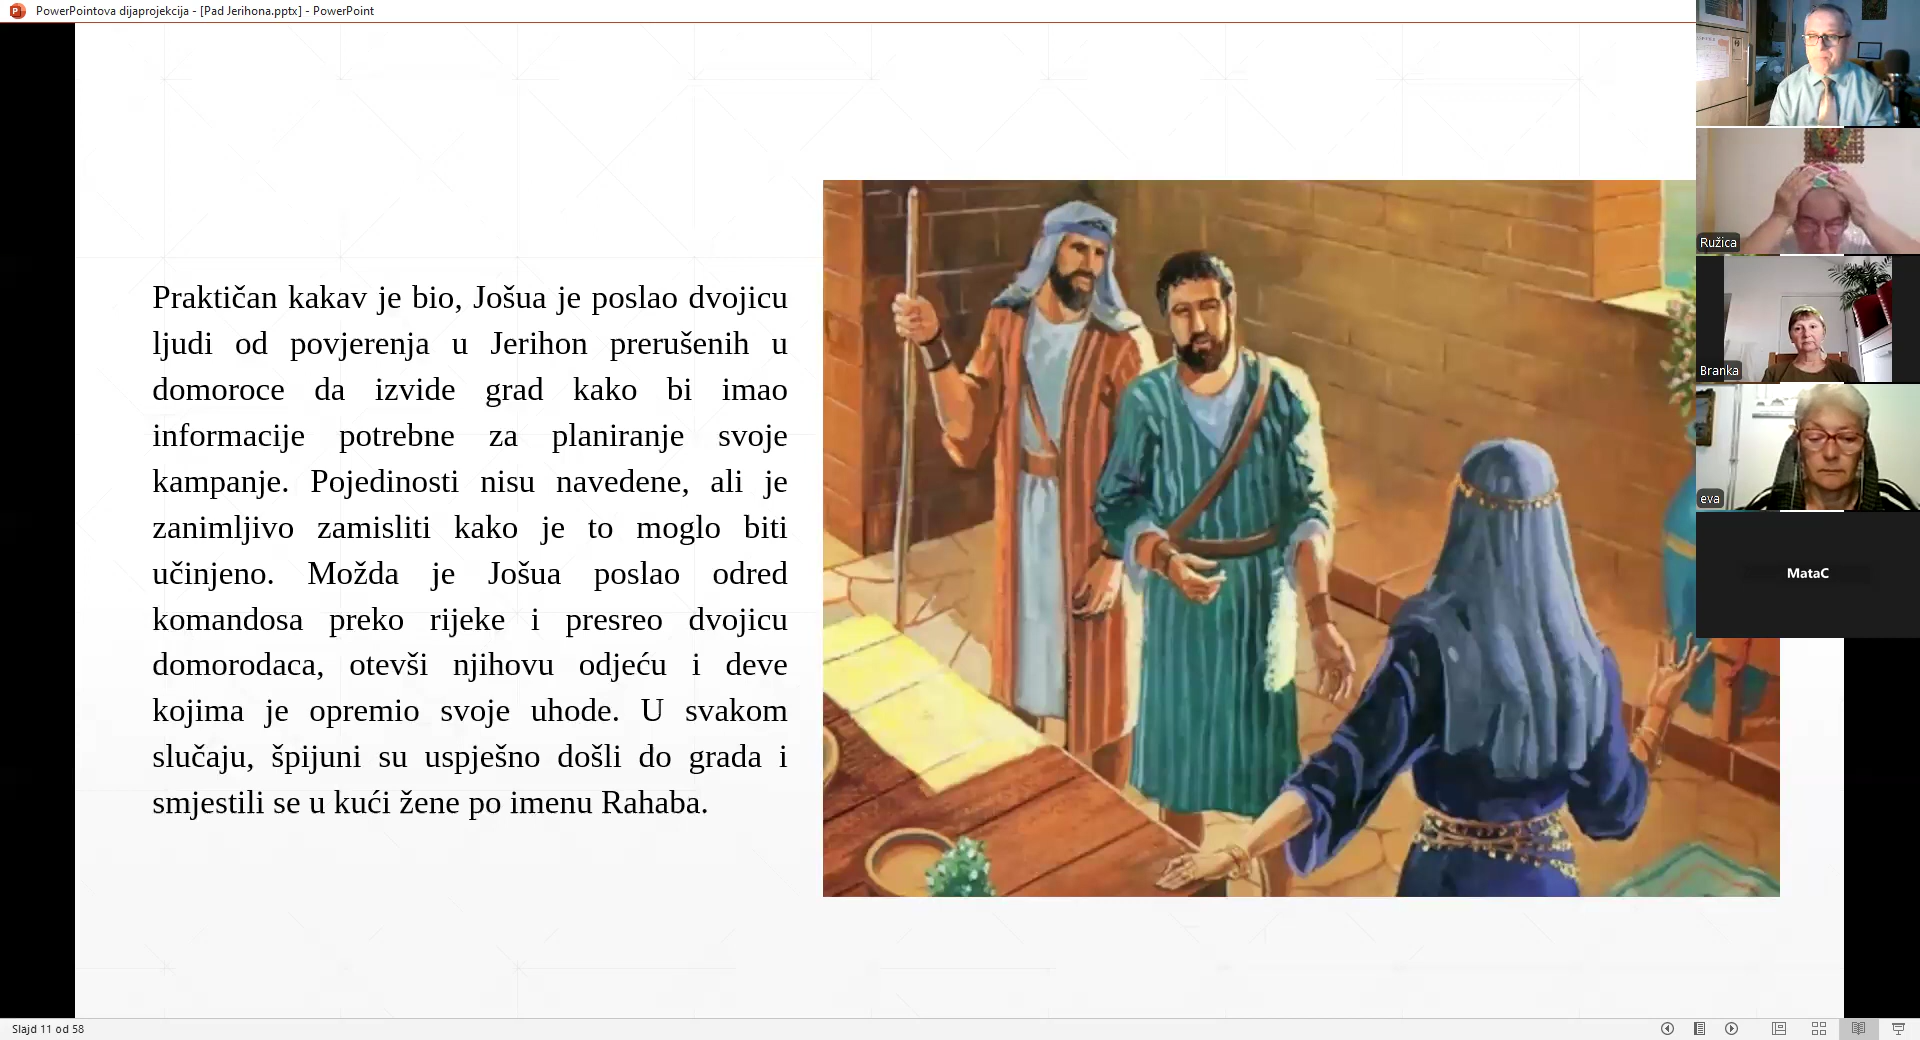 PowerPointova dijaprojekcija - [Pad Jerihona.pptx] - PowerPoint
Praktičan kakav je bio, Jošua je poslao dvojicu
ljudi od povjerenja u Jerihon prerušenih u
domoroce da izvide grad kako bi imao
informacije potrebne za planiranje svoje
kampanje. Pojedinosti nisu navedene, ali je
zanimljivo zamisliti kako je to moglo biti
učinjeno. Možda je Jošua poslao odred
komandosa preko rijeke i presreo dvojicu
domorodaca, otevši njihovu odjeću i deve
kojima je opremio svoje uhode. U svakom
slučaju, špijuni su uspješno došli do grada i
smjestili se u kući žene po imenu Rahaba.
Ružica
Branka
eva
MataC
Slajd 11 od 58